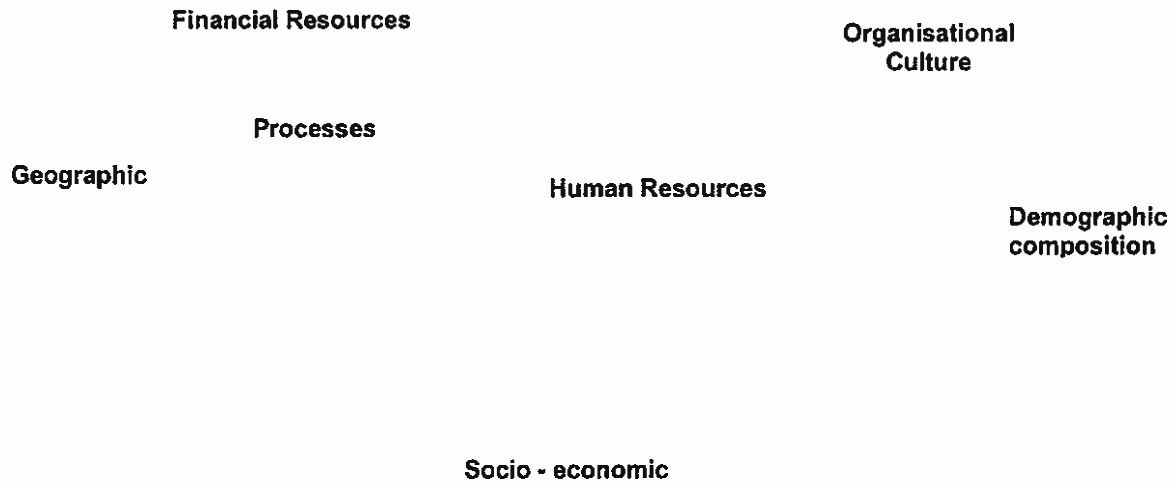 Financial Resources
Organisational
Culture
Processes
Geographic
Human Resources
Demographic
composition
Socio - economic